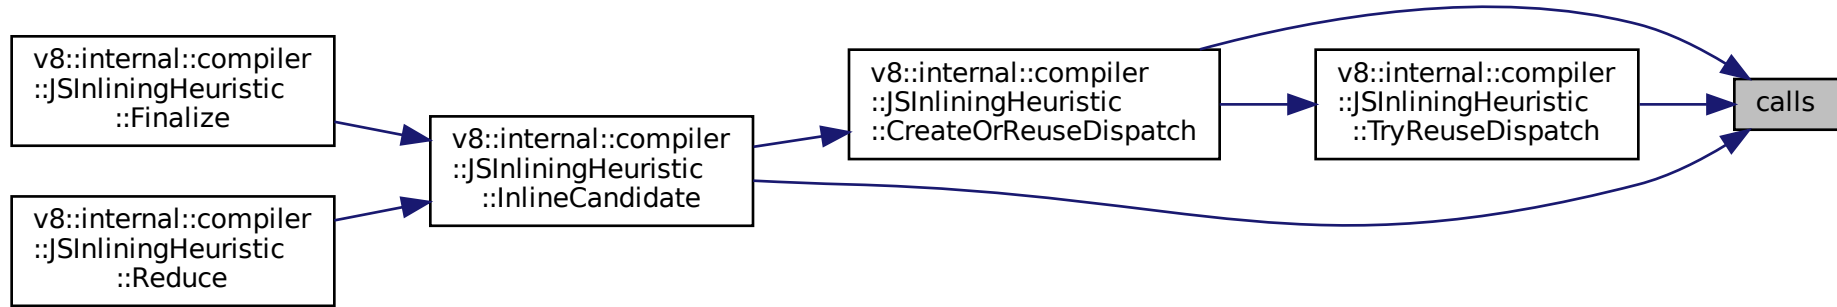 v8::internal::compiler
::JSInliningHeuristic
::Finalize
v8::internal::compiler
::JSInliningHeuristic
::Reduce
v8::internal::compiler
::JSInliningHeuristic
::InlineCandidate
v8::internal::compiler
::JSInliningHeuristic
::CreateOrReuseDispatch
v8::internal::compiler
::JSInliningHeuristic
::TryReuseDispatch
calls